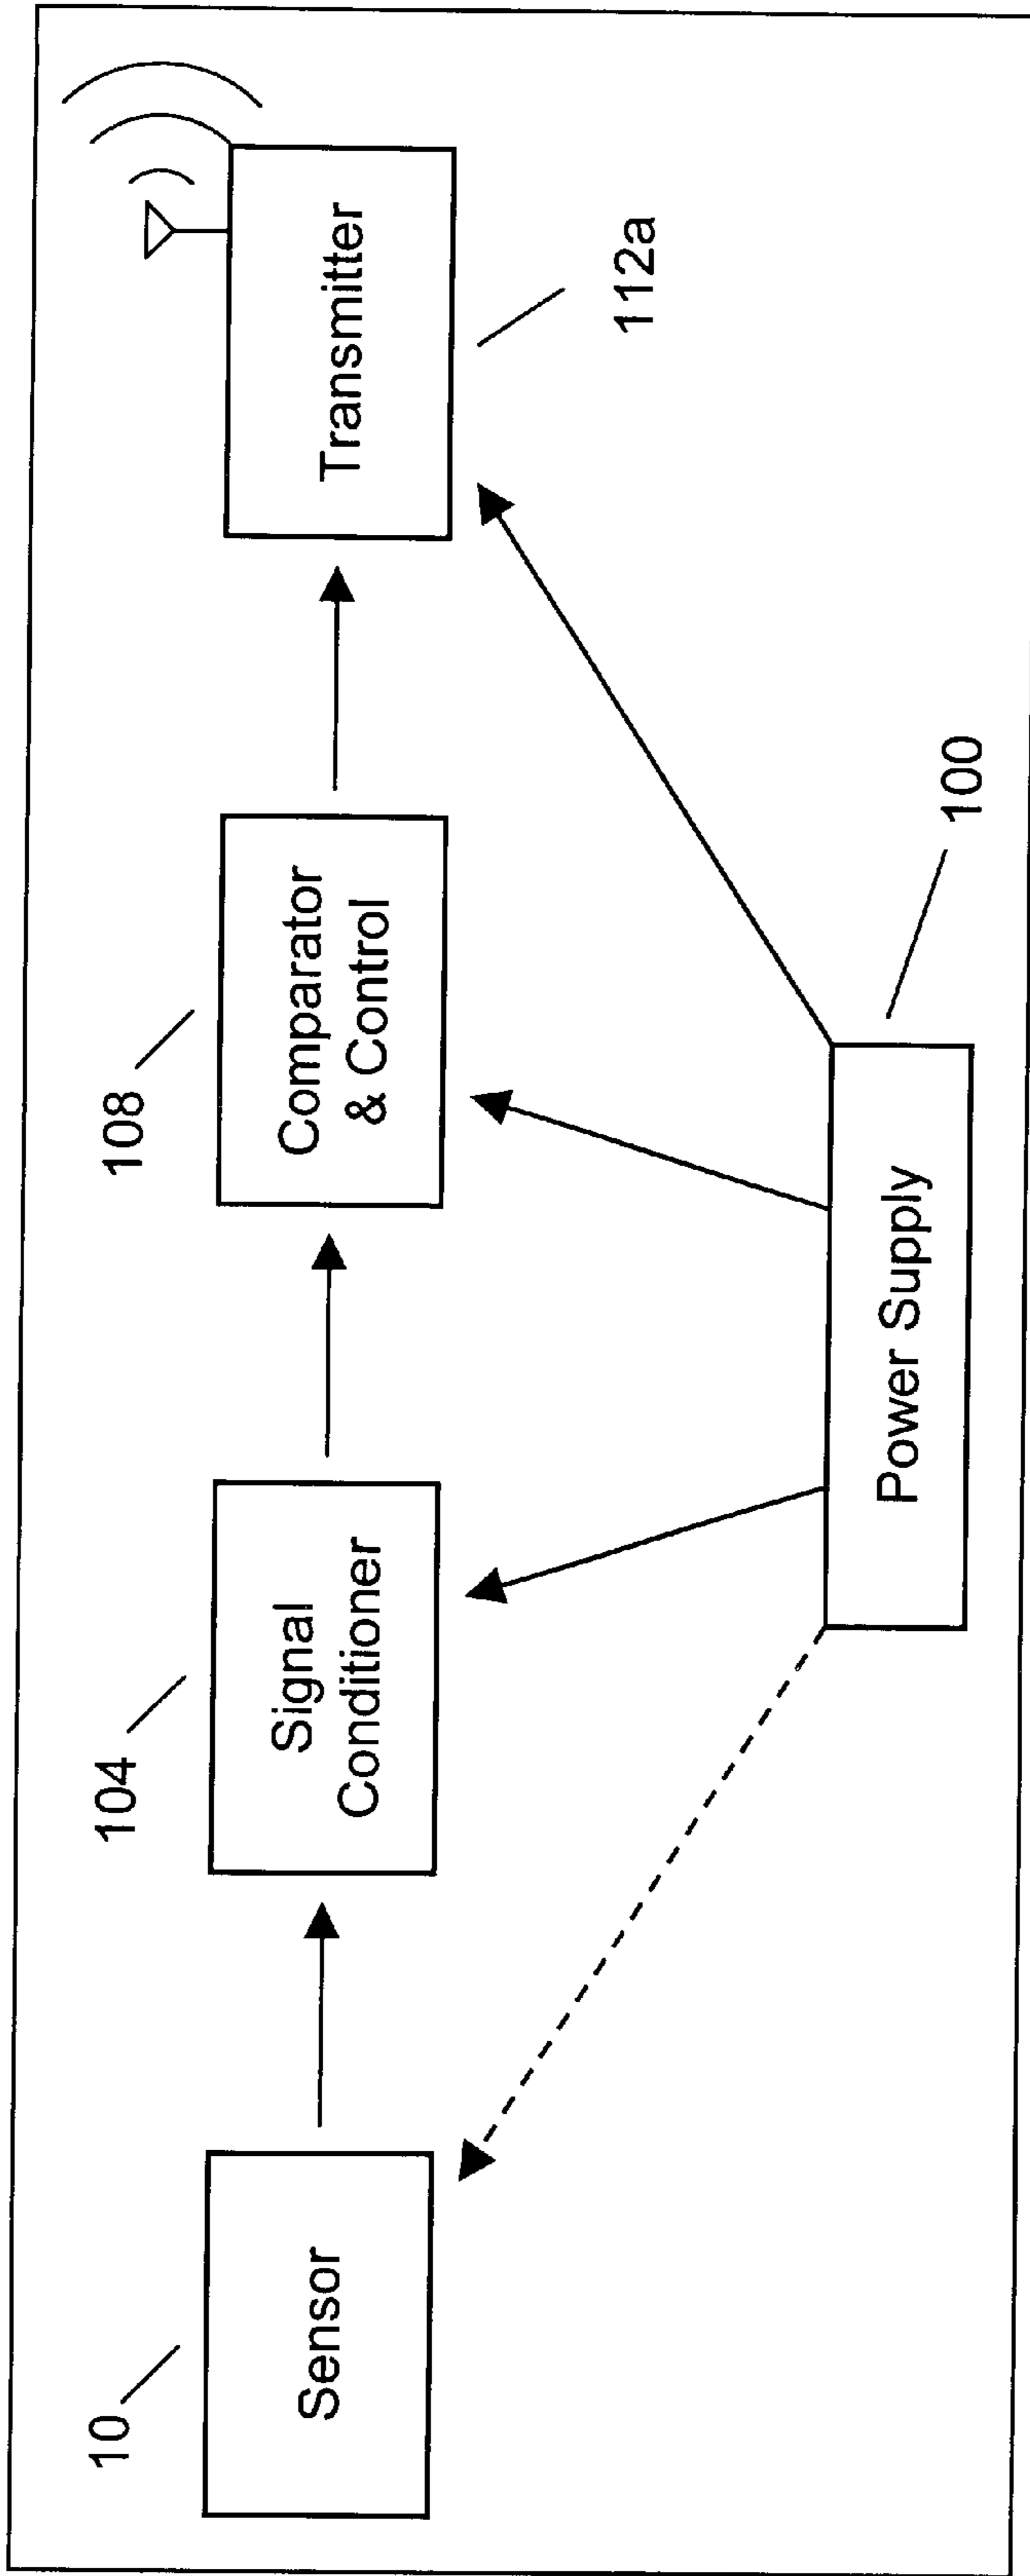 10
Sensor
104
Signal
Conditioner
108
Comparator
& Control
Transmitter
112a
Power Supply
100